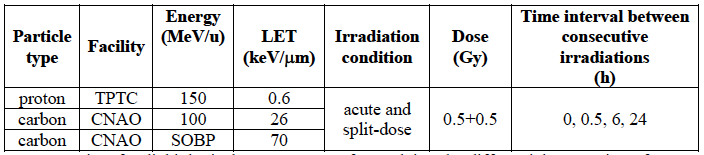 Particle type Facility Energy (MeV/u) LET (keV/μm) Irradiation condition Dose (Gy) Time interval between consecutive irradiations (h)
proton TPTC 150 0.6 acute and split-dose 0.5+0.5 0, 0.5, 6, 24
carbon CNAO 100 26
carbon CNAO SOBP 70